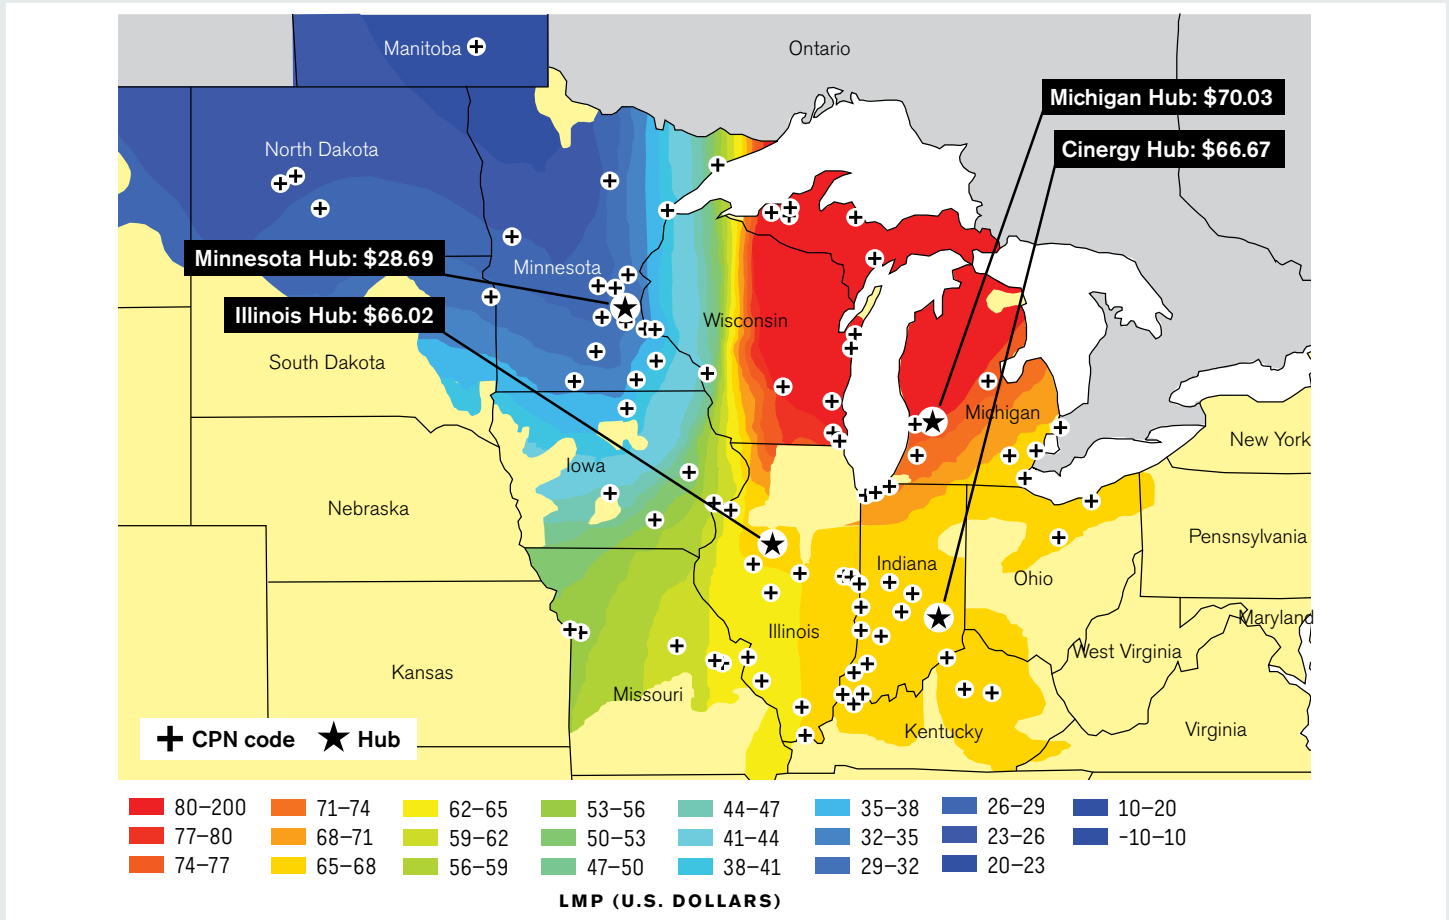 Manitoba
Ontario
Michigan Hub: $70.03
Cinergy Hub: $66.67
North Dakota
Minnesota Hub: $28.69
Minnesota
Illinois Hub: $66.02
Wisconsin
South Dakota
Michigan
New York
Iowa
Nebraska
Pensnsylvania
Indiana
Ohio
Maryland
Illinois
West Virginia
Kansas
Missouri
Kentucky
Virginia
CPN code
Hub
80–200
71–74
62–65
53–56
44–47
35–38
26–29
10–20
77–80
68–71
59–62
50–53
41–44
32–35
23–26
-10–10
74–77
65–68
56–59
47–50
38–41
29–32
20–23
LMP (U.S. DOLLARS)